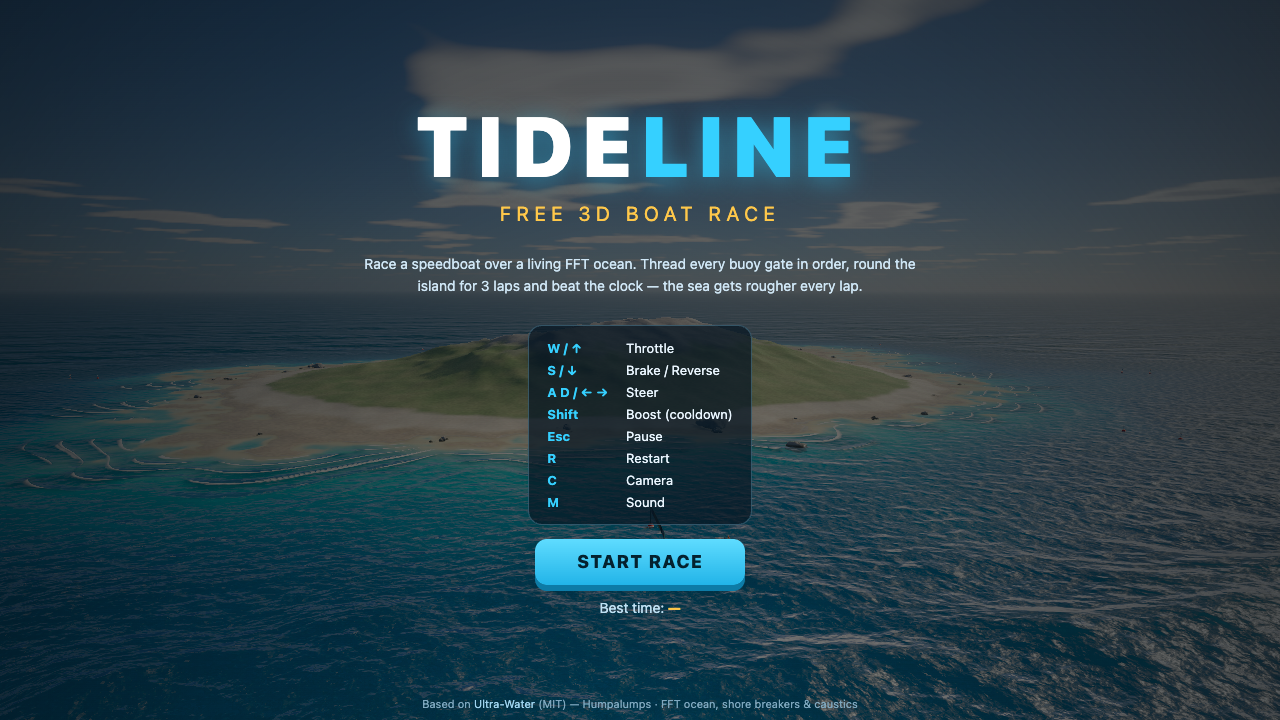 TIDELINE
FREE 3D BOAT RACE
Race a speedboat over a living FFT ocean. Thread every buoy gate in order, round the
island for 3 laps and beat the clock — the sea gets rougher every lap.
W / ↑ Throttle
S / ↓ Brake / Reverse
A D / ← → Steer
Shift Boost (cooldown)
Esc Pause
R Restart
C Camera
M Sound
START RACE
Best time: —
Based on Ultra-Water (MIT) — Humpalumps · FFT ocean, shore breakers & caustics